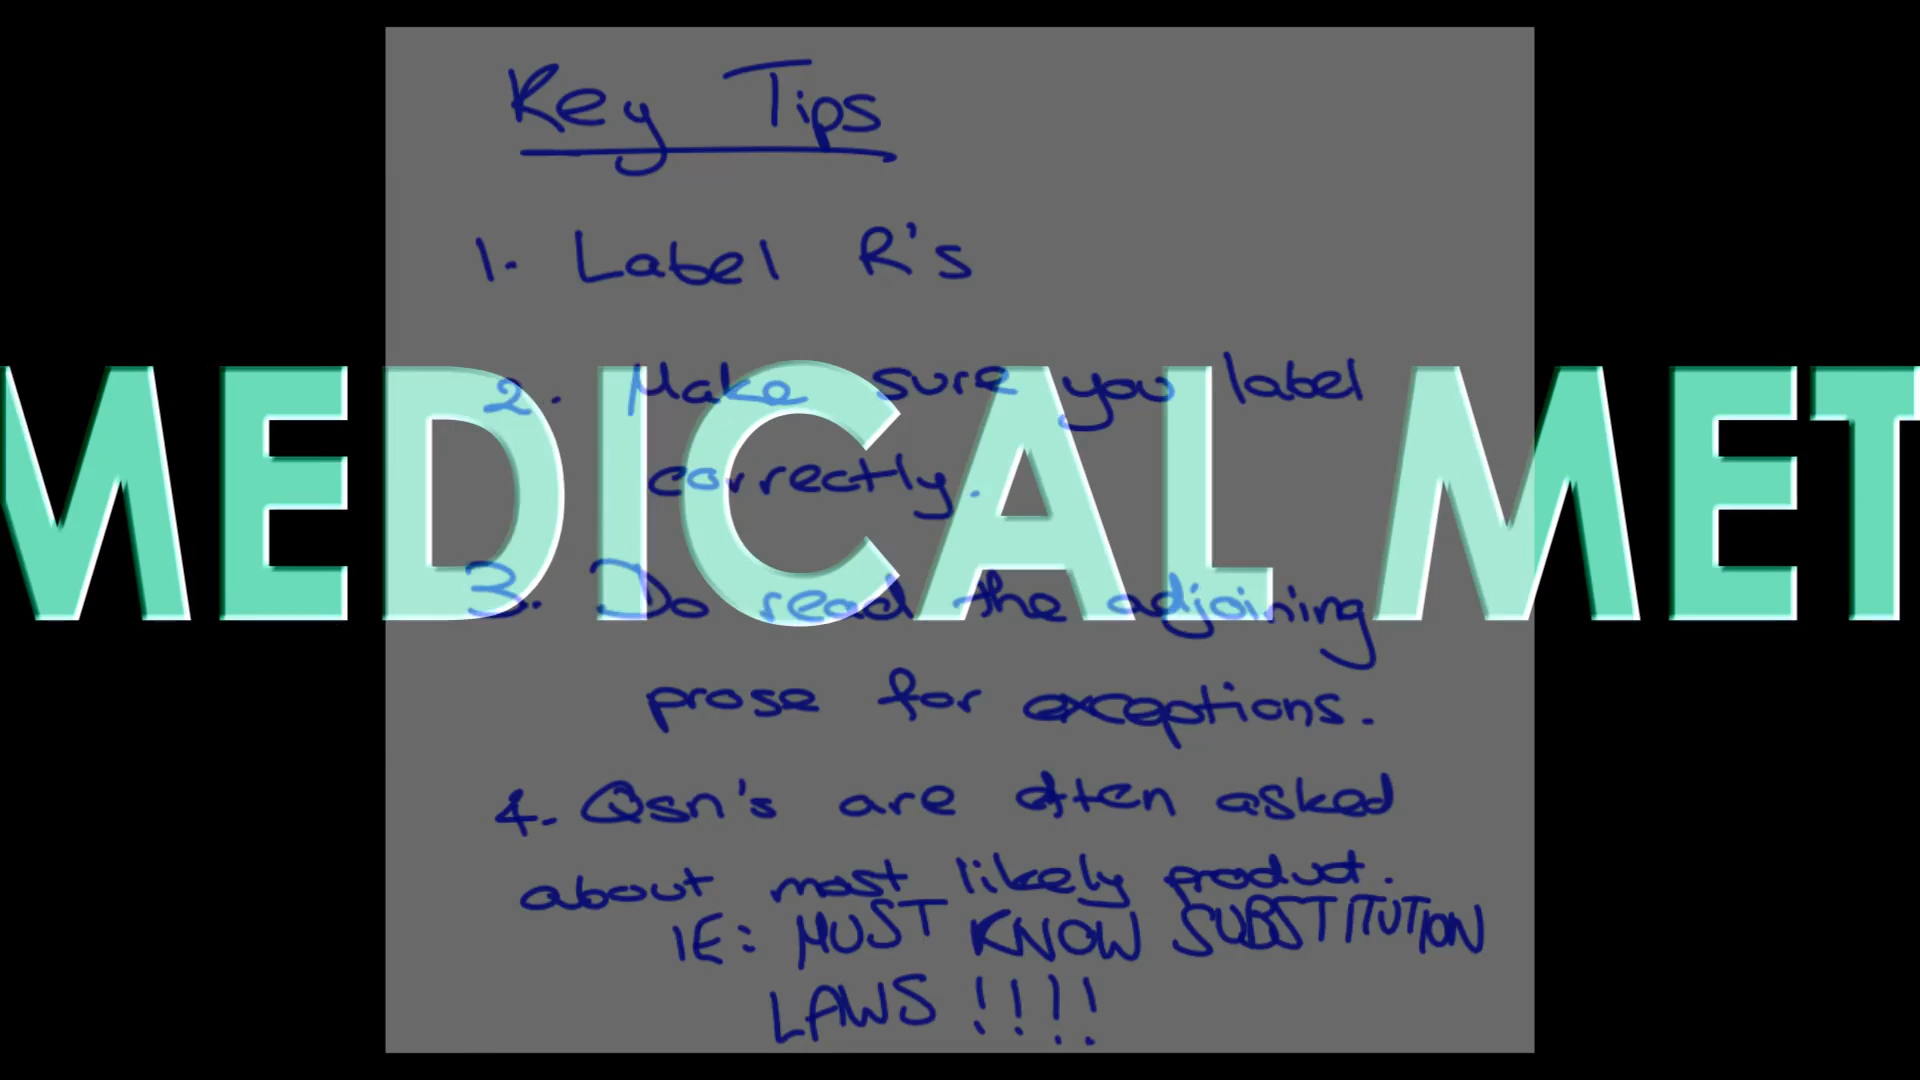 Key Tips
1. Label R's
2. Make sure you label
correctly.
MEDICAL MET
3. Do read the adjoining
prose for exceptions.
4. Qsn's are often asked
about most likely product.
IE: MUST KNOW SUBSTITUTION
LAWS !!!!